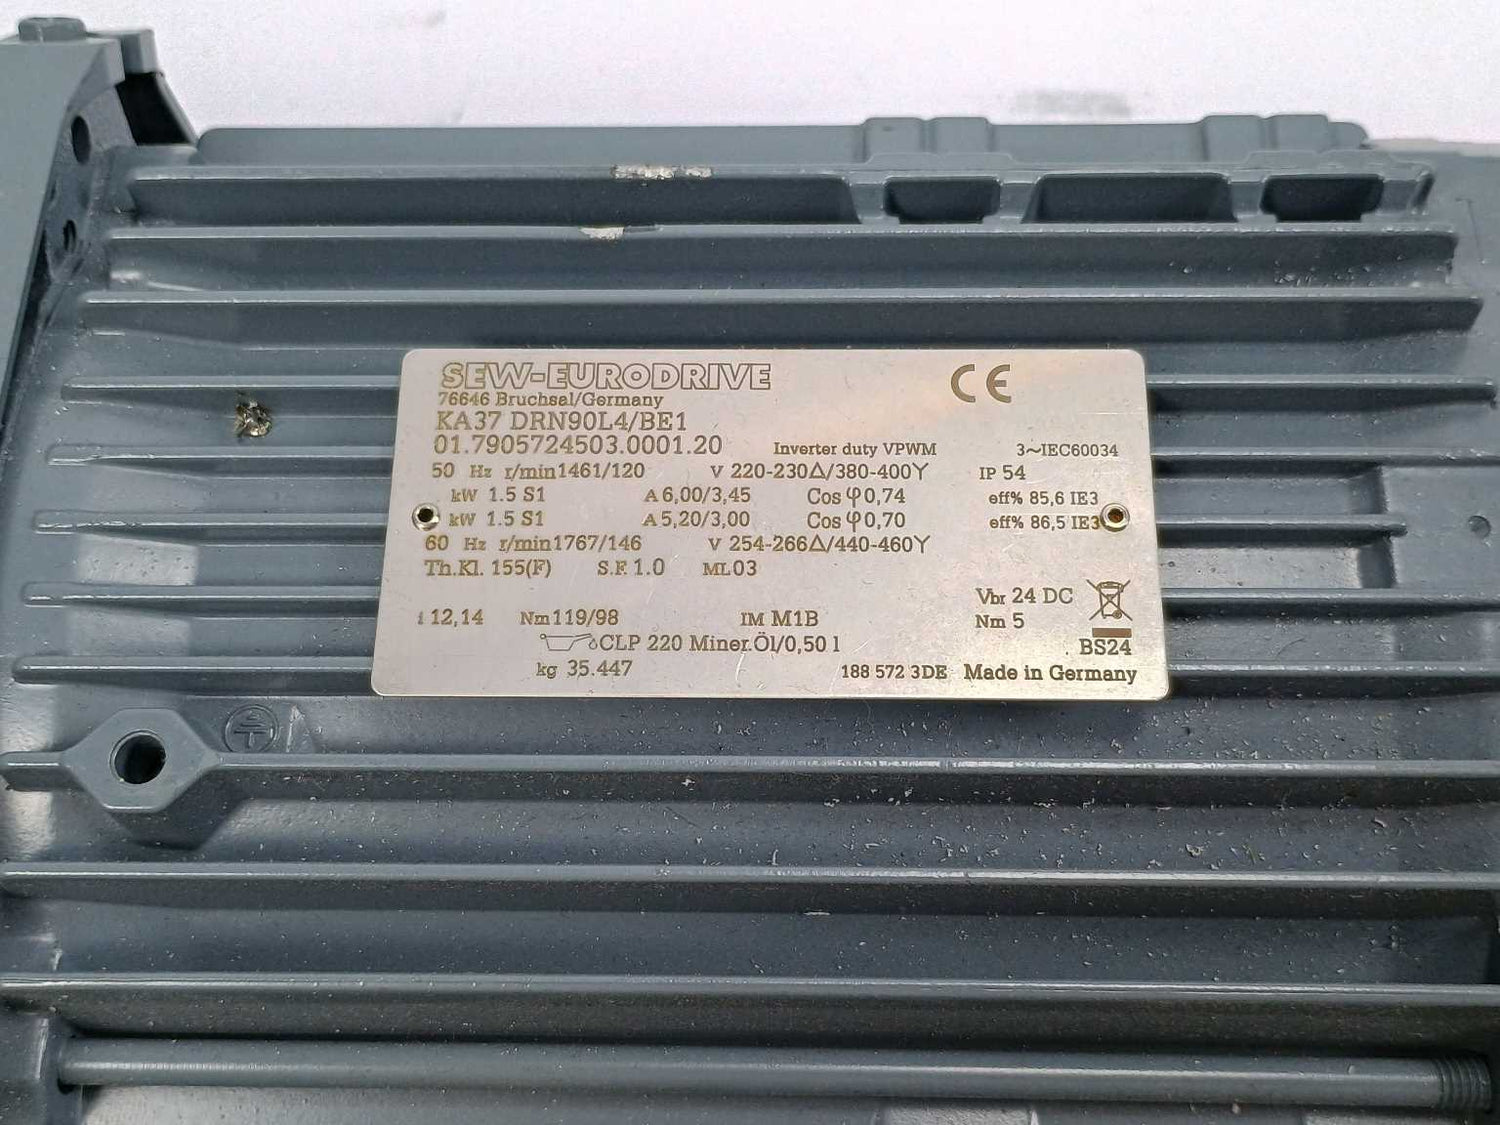 SEW-EURODRIVE CE
76646 Bruchsal/Germany
KA37 DRN90L4/BE1
01.7905724503.0001.20 Inverter duty VPWM 3~IEC60034
50 Hz r/min1461/120 V 220-230Δ/380-400Y IP 54
kW 1.5 S1 A 6,00/3,45 Cos φ 0,74 eff% 85,6 IE3
kW 1.5 S1 A 5,20/3,00 Cos φ 0,70 eff% 86,5 IE3
60 Hz r/min1767/146 V 254-266Δ/440-460Y
Th.Kl. 155(F) S.F. 1.0 ML03
Vbr 24 DC
i 12,14 Nm119/98 IM M1B Nm 5
CLP 220 Miner.Öl/0,50 l BS24
kg 35.447 188 572 3DE Made in Germany